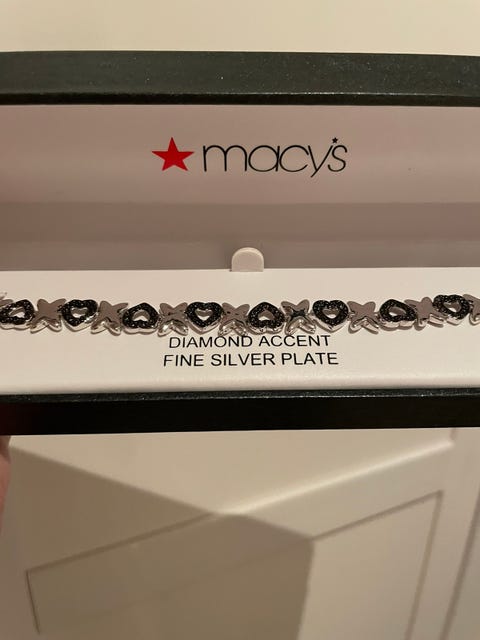 macy's
DIAMOND ACCENT
FINE SILVER PLATE